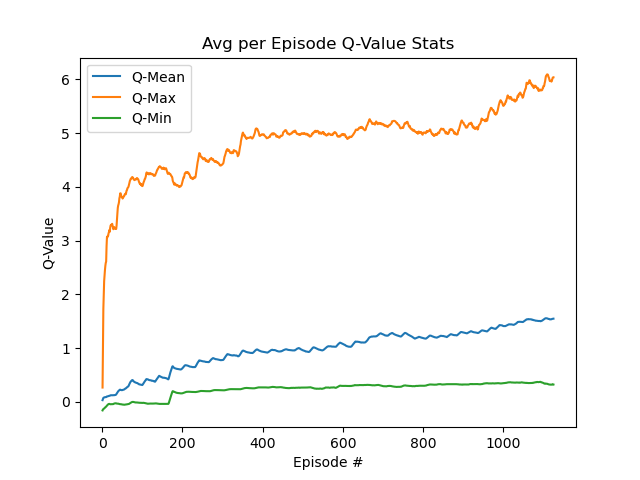 Avg per Episode Q-Value Stats
Q-Mean
Q-Max
Q-Min
Q-Value
6
5
4
3
2
1
0
0 200 400 600 800 1000
Episode #